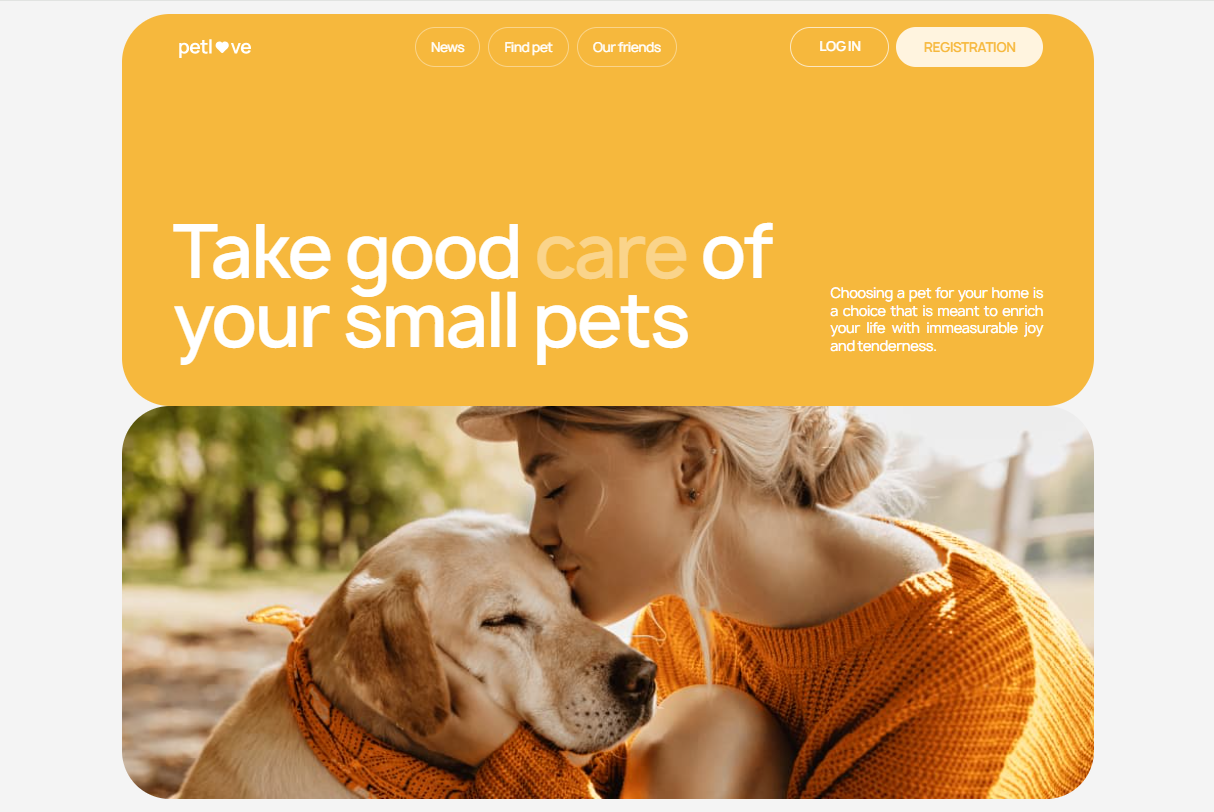 petl♥ve
News
Find pet
Our friends
LOG IN
REGISTRATION
Take good care of
your small pets
Choosing a pet for your home is
a choice that is meant to enrich
your life with immeasurable joy
and tenderness.